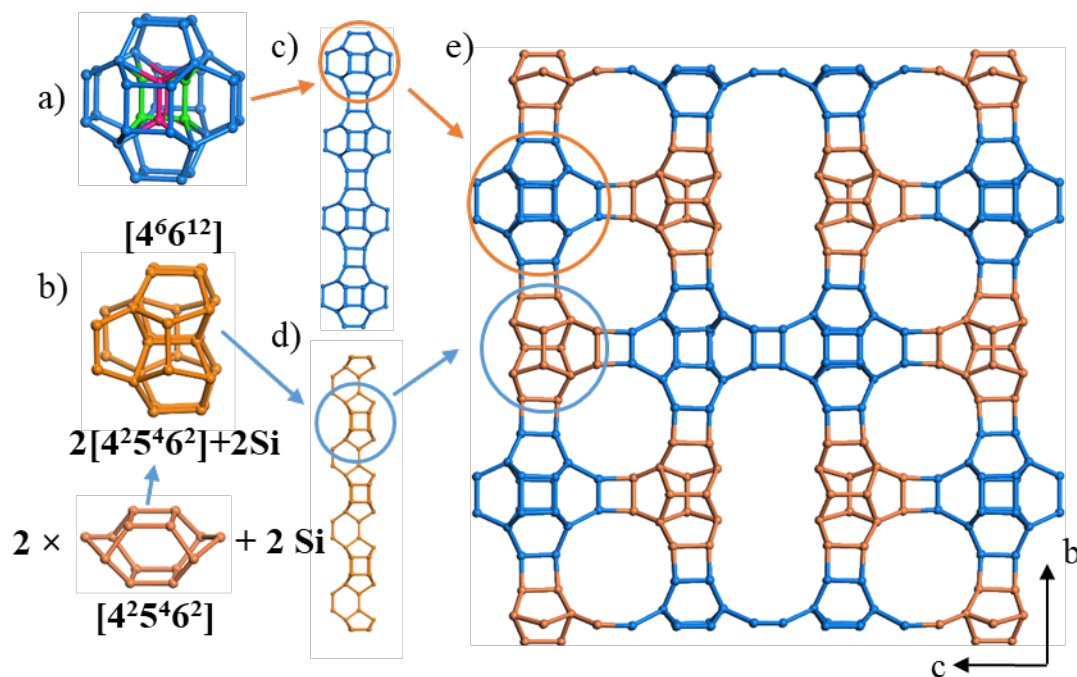 a)
c)
e)
[4⁶6¹²]
b)
d)
2[4²5⁴6²]+2Si
2 × + 2 Si
[4²5⁴6²]
b
c